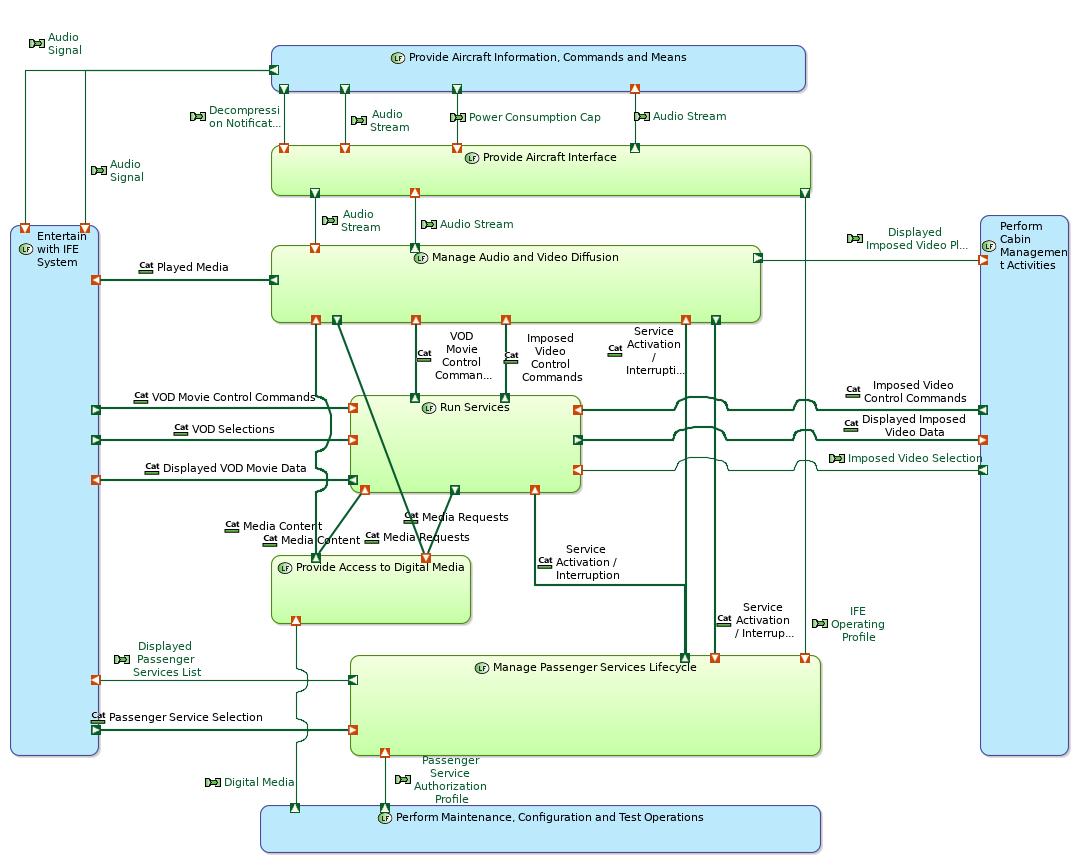 Audio
Signal
LF Provide Aircraft Information, Commands and Means
Decompressi
on Notificat...
Audio
Stream
Power Consumption Cap
Audio Stream
Audio
Signal
LF Provide Aircraft Interface
Audio
Stream
Audio Stream
LF Entertain
with IFE
System
Displayed
Imposed Video Pl...
LF Perform
Cabin
Managemen
t Activities
Cat Played Media
LF Manage Audio and Video Diffusion
Cat VOD
Movie
Control
Comman...
Cat Imposed
Video
Control
Commands
Cat Service
Activation
/
Interrupti...
Cat VOD Movie Control Commands
LF Run Services
Cat Imposed Video
Control Commands
Cat VOD Selections
Cat Displayed Imposed
Video Data
Cat Displayed VOD Movie Data
Imposed Video Selection
Cat Media Content
Cat Media Content
Cat Media Requests
Cat Media Requests
Cat Service
Activation /
Interruption
LF Provide Access to Digital Media
Cat Service
Activation
/ Interrup...
IFE
Operating
Profile
Displayed
Passenger
Services List
LF Manage Passenger Services Lifecycle
Cat Passenger Service Selection
Digital Media
Passenger
Service
Authorization
Profile
LF Perform Maintenance, Configuration and Test Operations